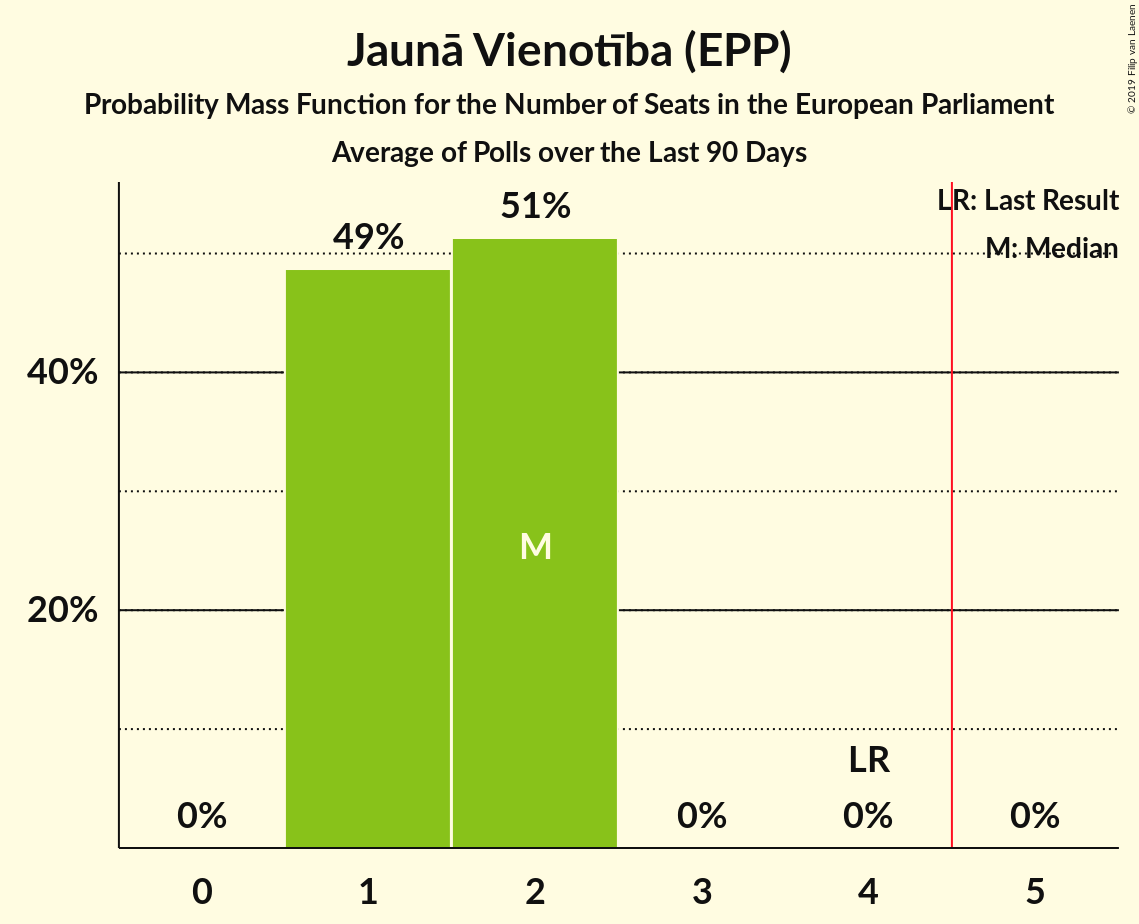 Jaunā Vienotība (EPP)
Probability Mass Function for the Number of Seats in the European Parliament
Average of Polls over the Last 90 Days
© 2019 Filip van Laenen
LR: Last Result
M: Median
51%
49%
40%
20%
M
LR
0%
0%
0%
0%
0 1 2 3 4 5